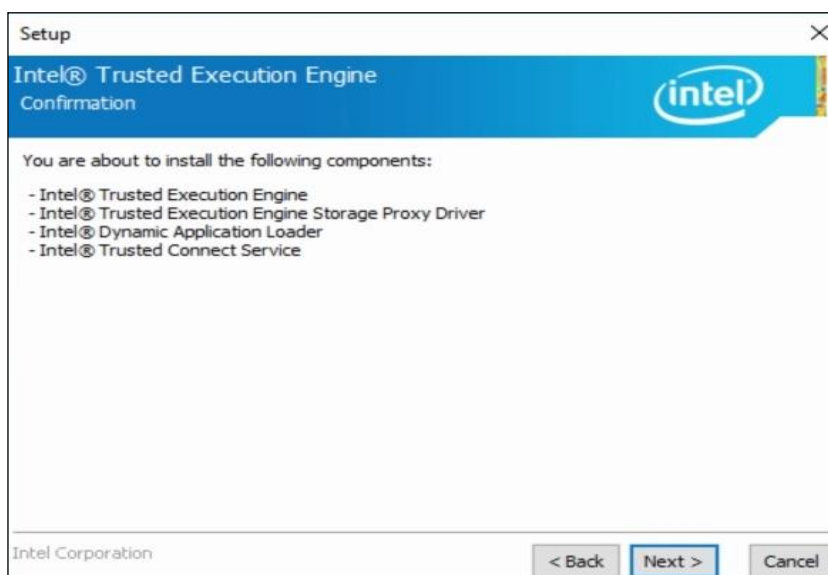 Setup
Intel® Trusted Execution Engine
Confirmation
intel
You are about to install the following components:
- Intel® Trusted Execution Engine
- Intel® Trusted Execution Engine Storage Proxy Driver
- Intel® Dynamic Application Loader
- Intel® Trusted Connect Service
Intel Corporation
< Back Next > Cancel